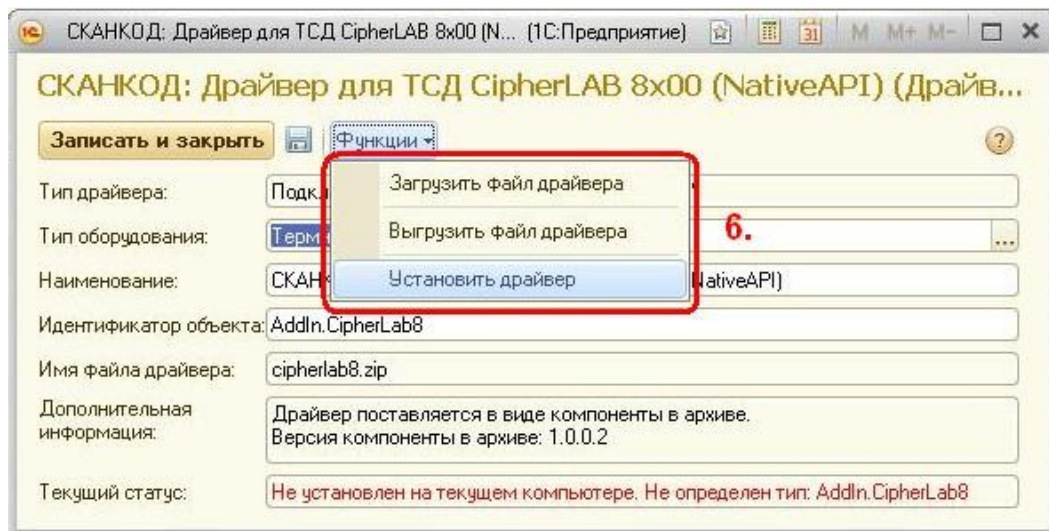 СКАНКОД: Драйвер для ТСД CipherLAB 8x00 (N... (1С:Предприятие) M M+ M-
СКАНКОД: Драйвер для ТСД CipherLAB 8x00 (NativeAPI) (Драйв...
Записать и закрыть Функции
Тип драйвера: Подк
Загрузить файл драйвера
Тип оборудования: Терм
Выгрузить файл драйвера 6. ...
Наименование: СКАН NativeAPI)
Установить драйвер
Идентификатор объекта: AddIn.CipherLab8
Имя файла драйвера: cipherlab8.zip
Дополнительная информация:
Драйвер поставляется в виде компоненты в архиве.
Версия компоненты в архиве: 1.0.0.2
Текущий статус: Не установлен на текущем компьютере. Не определен тип: AddIn.CipherLab8